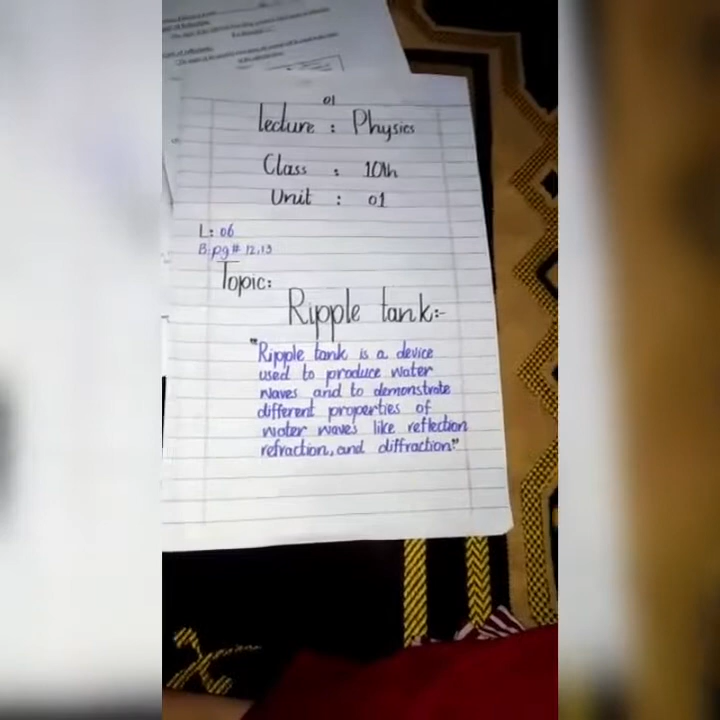 01
Lecture : Physics
Class : 10th
Unit : 01
L: 06
B.pg# 12,13
Topic:
Ripple tank:-
"Ripple tank is a device
used to produce water
waves and to demonstrate
different properties of
water waves like reflection
refraction, and diffraction."